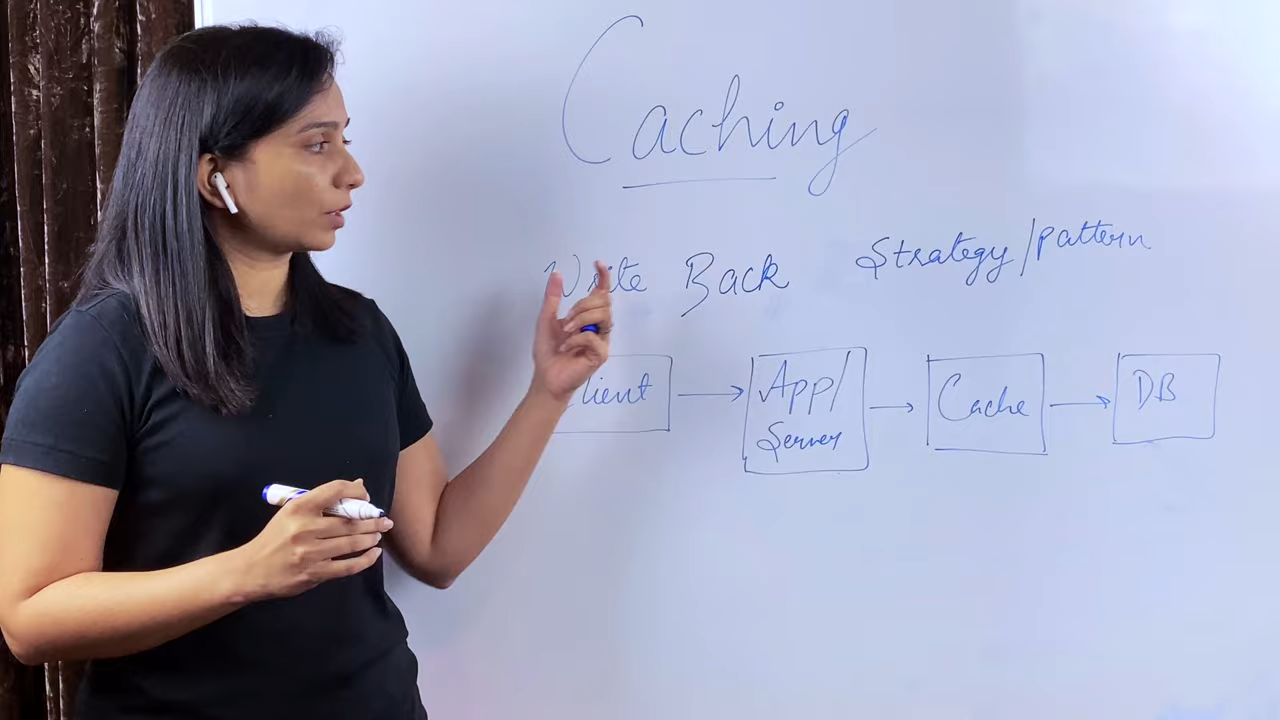 Caching
Write Back Strategy/pattern
Client App/ Cache DB
Server